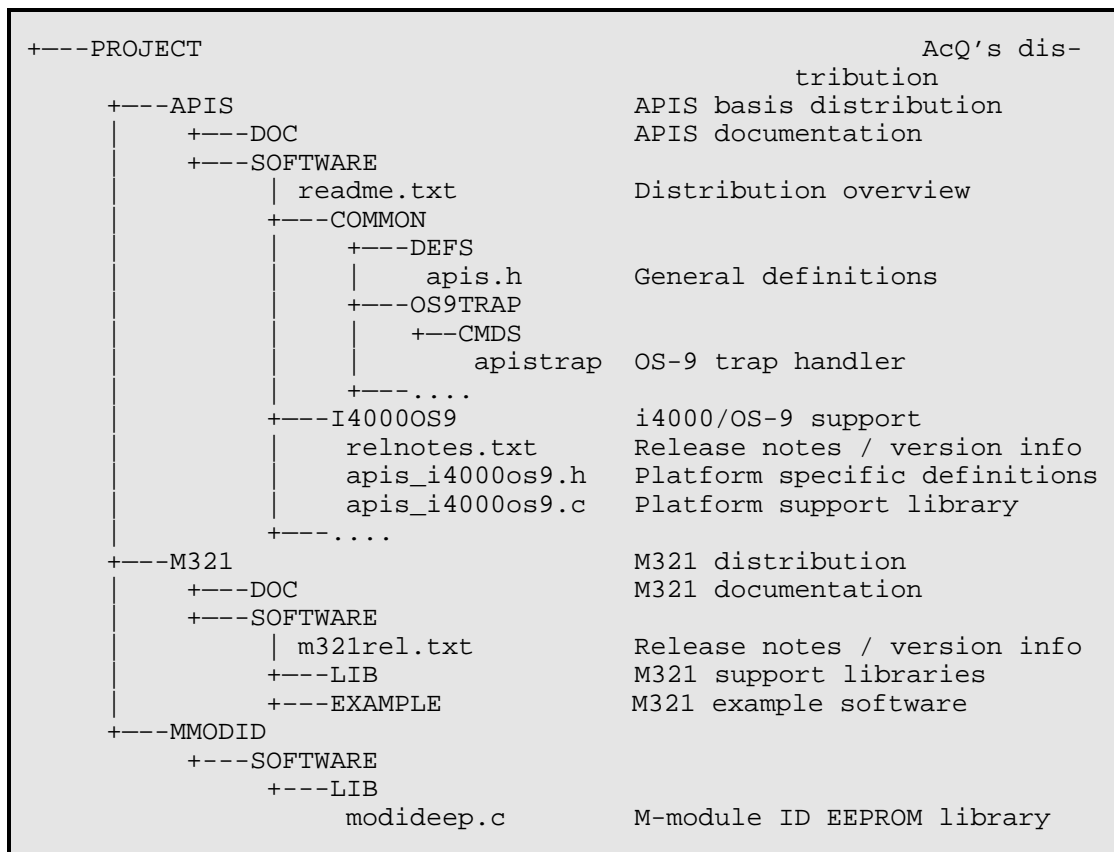 +---PROJECT                                  AcQ's dis-
                                      tribution
     +---APIS                         APIS basis distribution
     |    +---DOC                     APIS documentation
     |    +---SOFTWARE
     |         | readme.txt           Distribution overview
     |         +---COMMON
     |         |    +---DEFS
     |         |    |    apis.h       General definitions
     |         |    +---OS9TRAP
     |         |    |   +--CMDS
     |         |    |       apistrap  OS-9 trap handler
     |         |    +---....
     |         +---I4000OS9           i4000/OS-9 support
     |         |    relnotes.txt      Release notes / version info
     |         |    apis_i4000os9.h   Platform specific definitions
     |         |    apis_i4000os9.c   Platform support library
     |         +---....
     +---M321                         M321 distribution
     |    +---DOC                     M321 documentation
     |    +---SOFTWARE
     |         | m321rel.txt          Release notes / version info
     |         +---LIB                M321 support libraries
     |         +---EXAMPLE            M321 example software
     +---MMODID
          +---SOFTWARE
               +---LIB
                    modideep.c        M-module ID EEPROM library